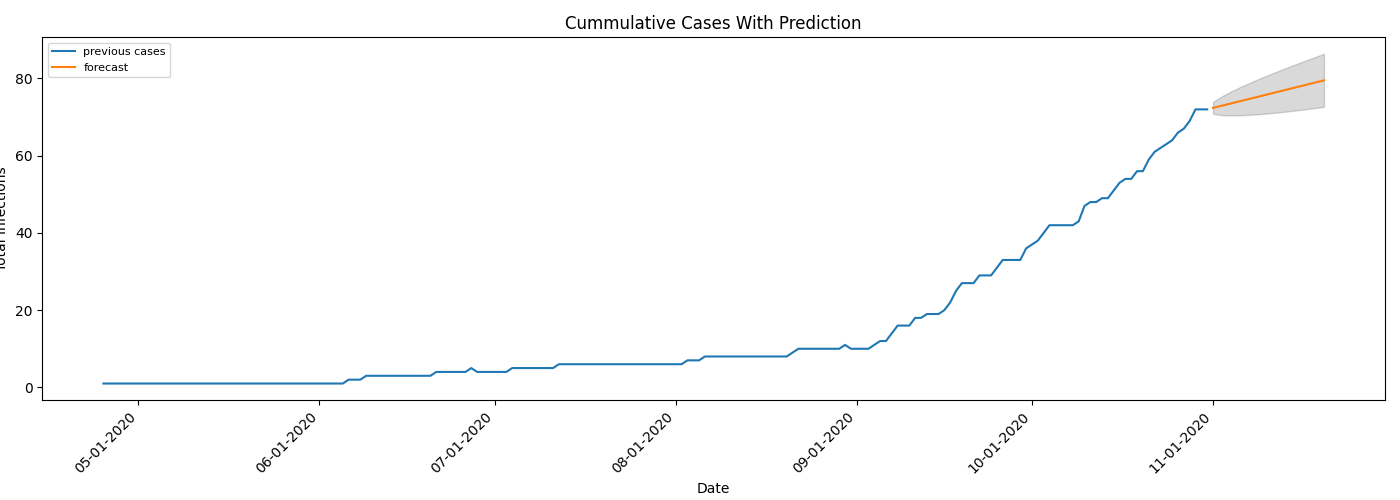 Cummulative Cases With Prediction
previous cases
forecast
80
60
40
20
0
Total Infections
05-01-2020
06-01-2020
07-01-2020
08-01-2020
09-01-2020
10-01-2020
11-01-2020
Date